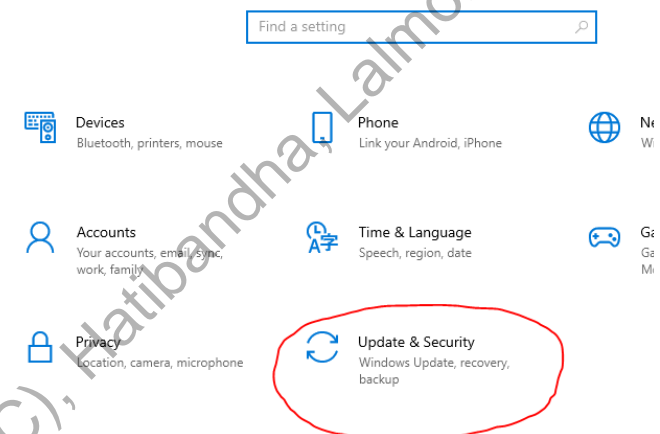 Find a setting
Devices
Bluetooth, printers, mouse
Phone
Link your Android, iPhone
Accounts
Your accounts, email, sync,
work, family
Time & Language
Speech, region, date
Privacy
Location, camera, microphone
Update & Security
Windows Update, recovery,
backup
Hatibandha,